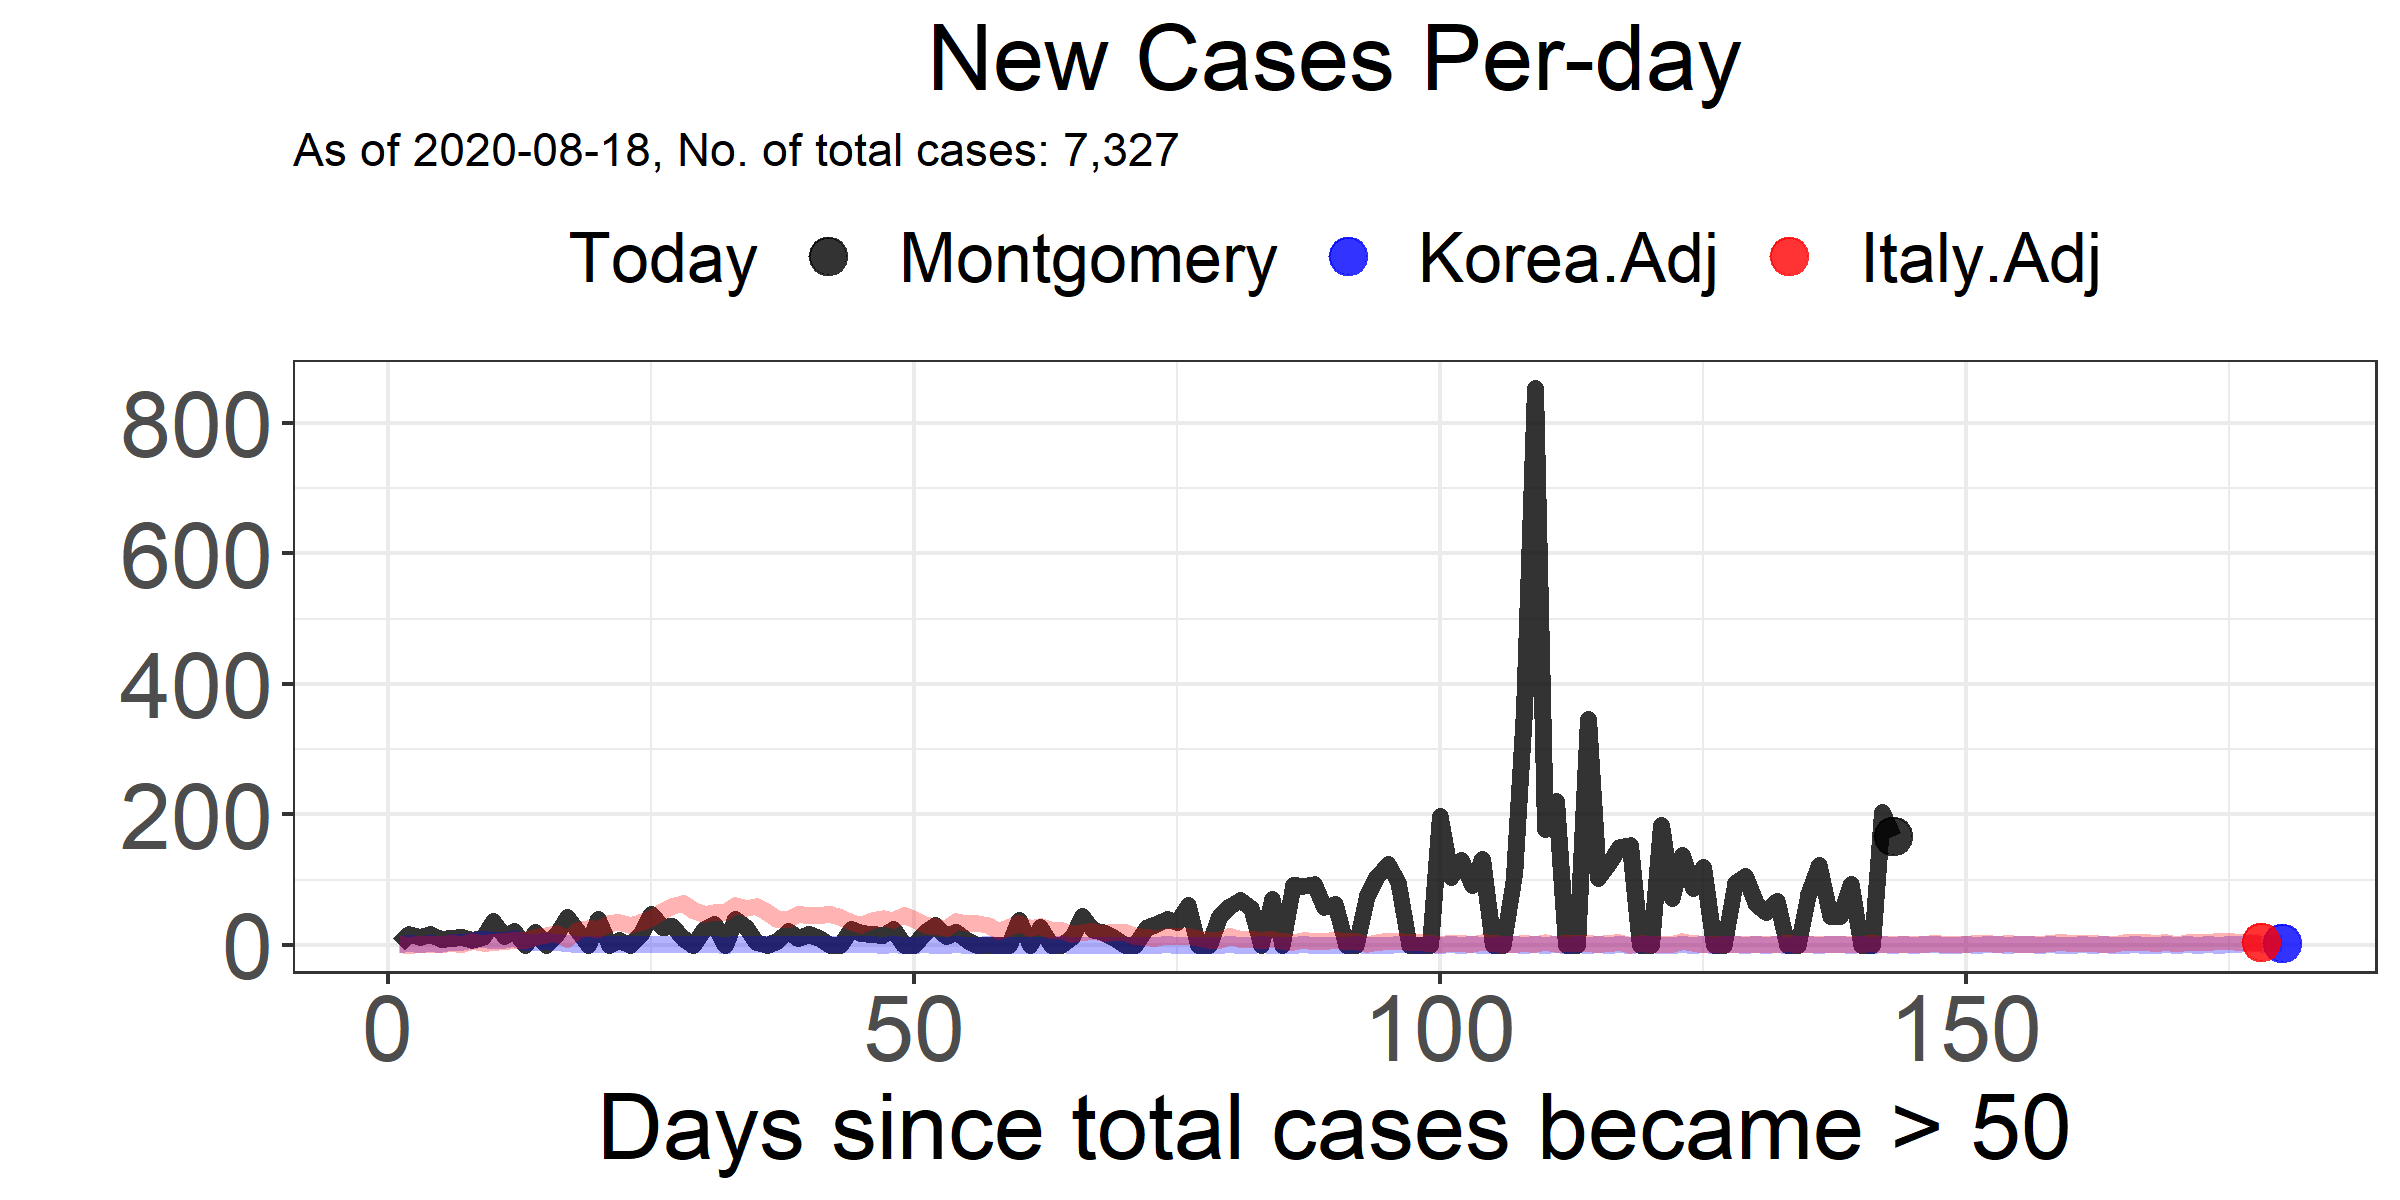 New Cases Per-day
As of 2020-08-18, No. of total cases: 7,327
Today Montgomery Korea.Adj Italy.Adj
800
600
400
200
0
0 50 100 150
Days since total cases became > 50